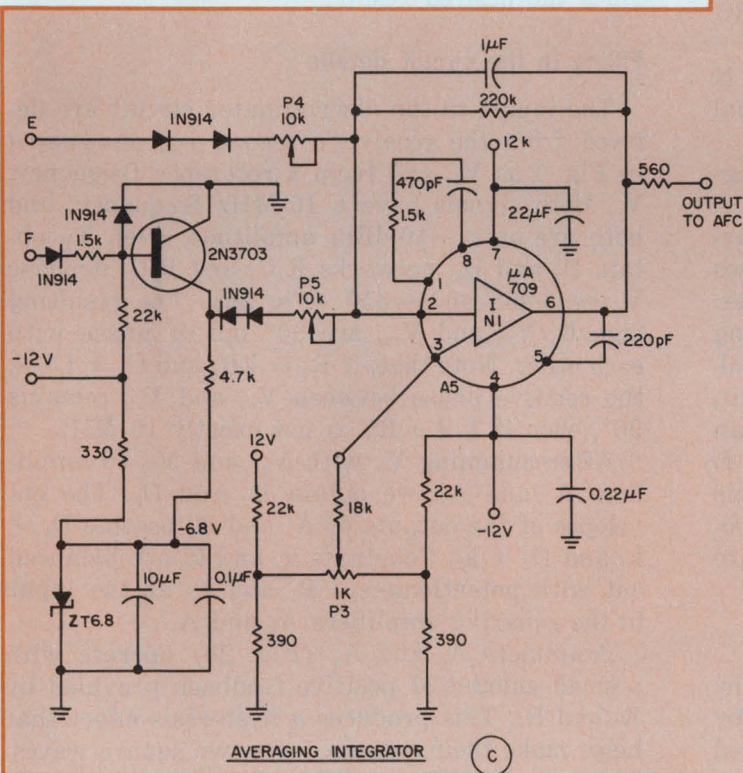 1μF
220k
P4
10k
E
1N914
12k
470pF
1.5k
22μF
560
OUTPUT
TO AFC
1N914
F
1.5k
1N914
2N3703
1N914
P5
10k
8
7
1
2
3
4
5
6
μA
709
I
N1
A5
220pF
22k
-12V
4.7k
330
12V
22k
18k
22k
-12V
0.22μF
-6.8V
ZT6.8
10μF
0.1μF
1K
P3
390
390
AVERAGING INTEGRATOR
C